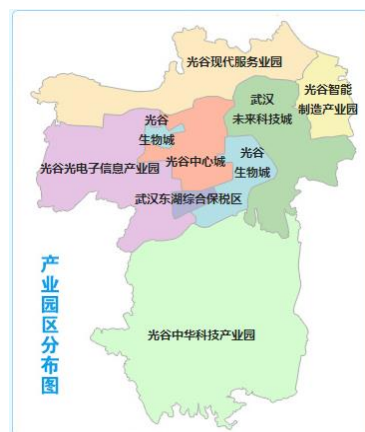 光谷现代服务业园
光谷智能
制造产业园
武汉
未来科技城
光谷
生物城
光谷中心城
光谷
生物城
光谷光电子信息产业园
武汉东湖综合保税区
光谷中华科技产业园
产业园区分布图